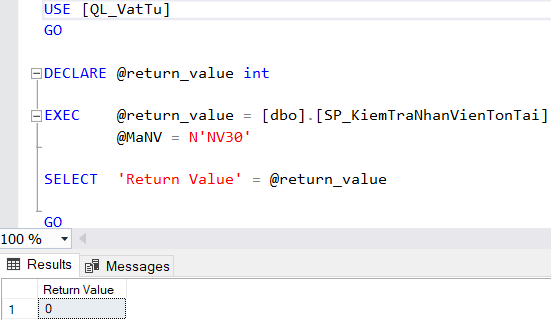 USE [QL_VatTu]
GO
DECLARE @return_value int
EXEC @return_value = [dbo].[SP_KiemTraNhanVienTonTai]
@MaNV = N'NV30'
SELECT 'Return Value' = @return_value
GO
100 %
Results Messages
Return Value
1 0